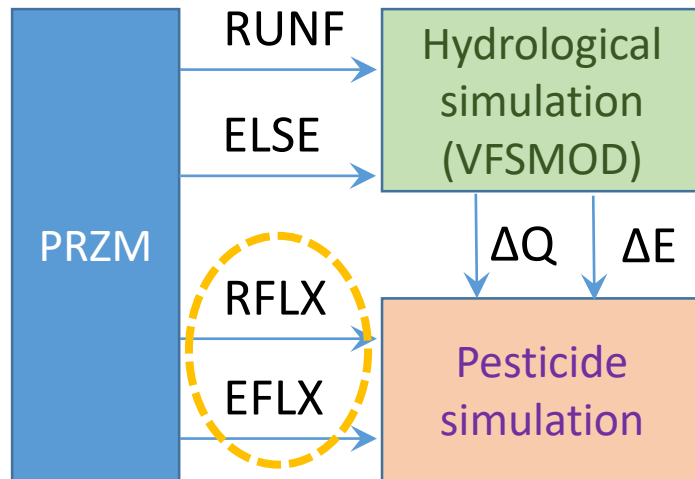 RUNF
Hydrological
simulation
(VFSMOD)
ELSE
PRZM
ΔQ
ΔE
RFLX
EFLX
Pesticide
simulation